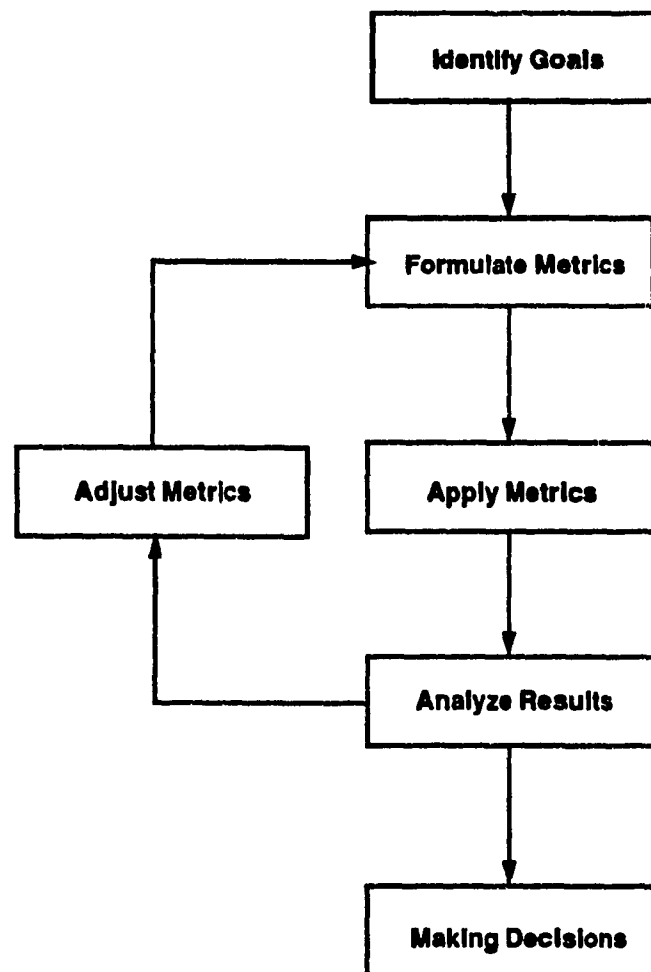 Identify Goals
Formulate Metrics
Adjust Metrics
Apply Metrics
Analyze Results
Making Decisions